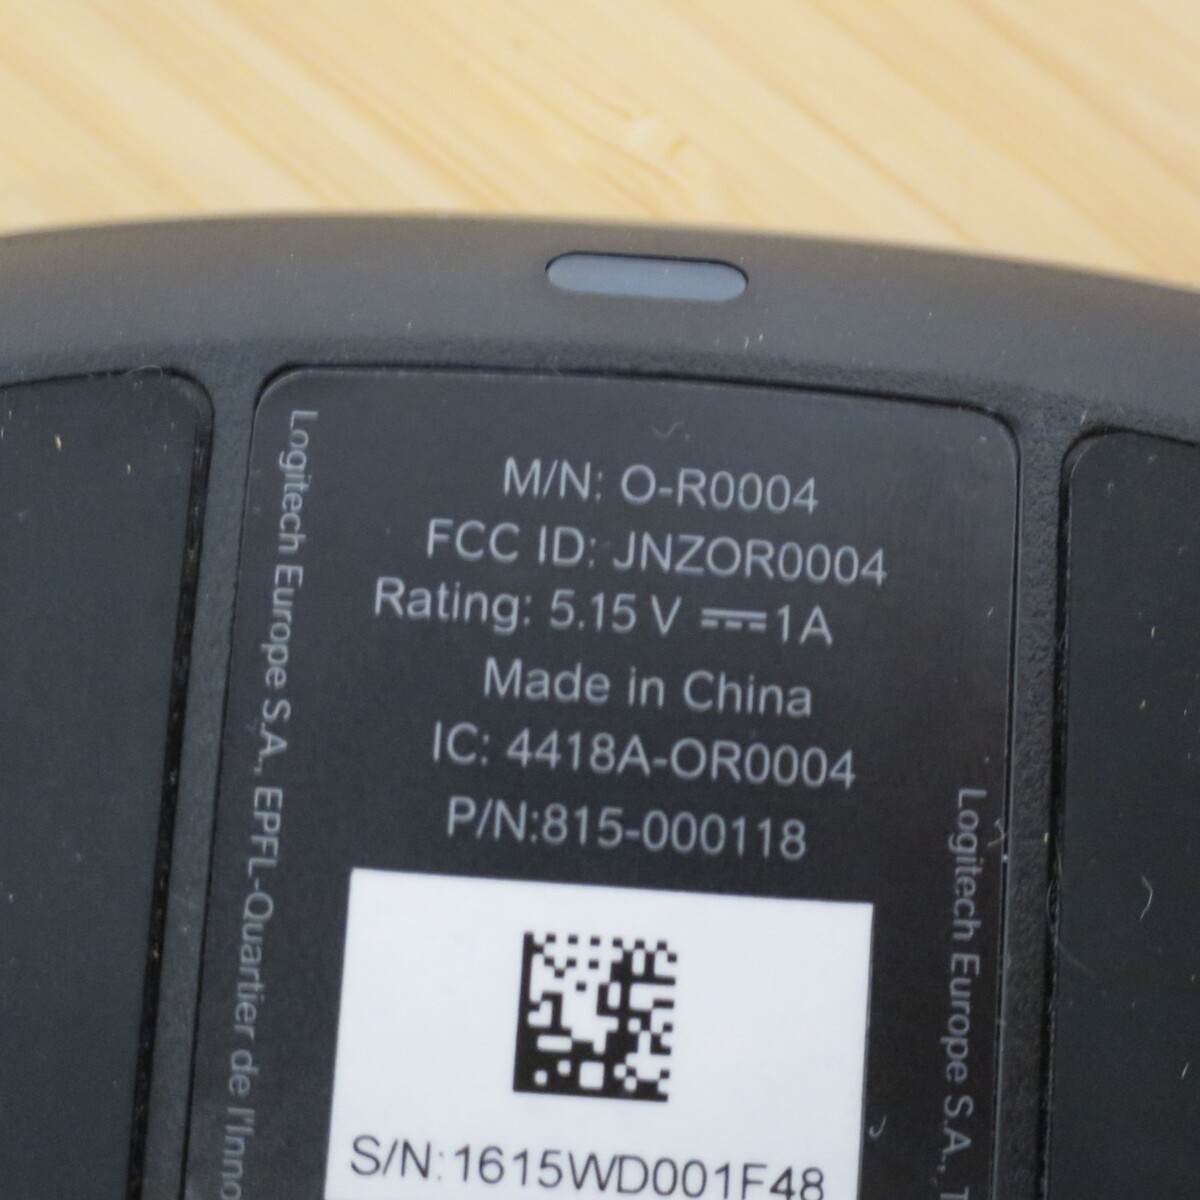 M/N: O-R0004
FCC ID: JNZOR0004
Rating: 5.15 V ⎓ 1A
Made in China
IC: 4418A-OR0004
P/N:815-000118
S/N:1615WD001F48
Logitech Europe S.A., EPFL-Quartier de l'Inno
Logitech Europe S.A.,